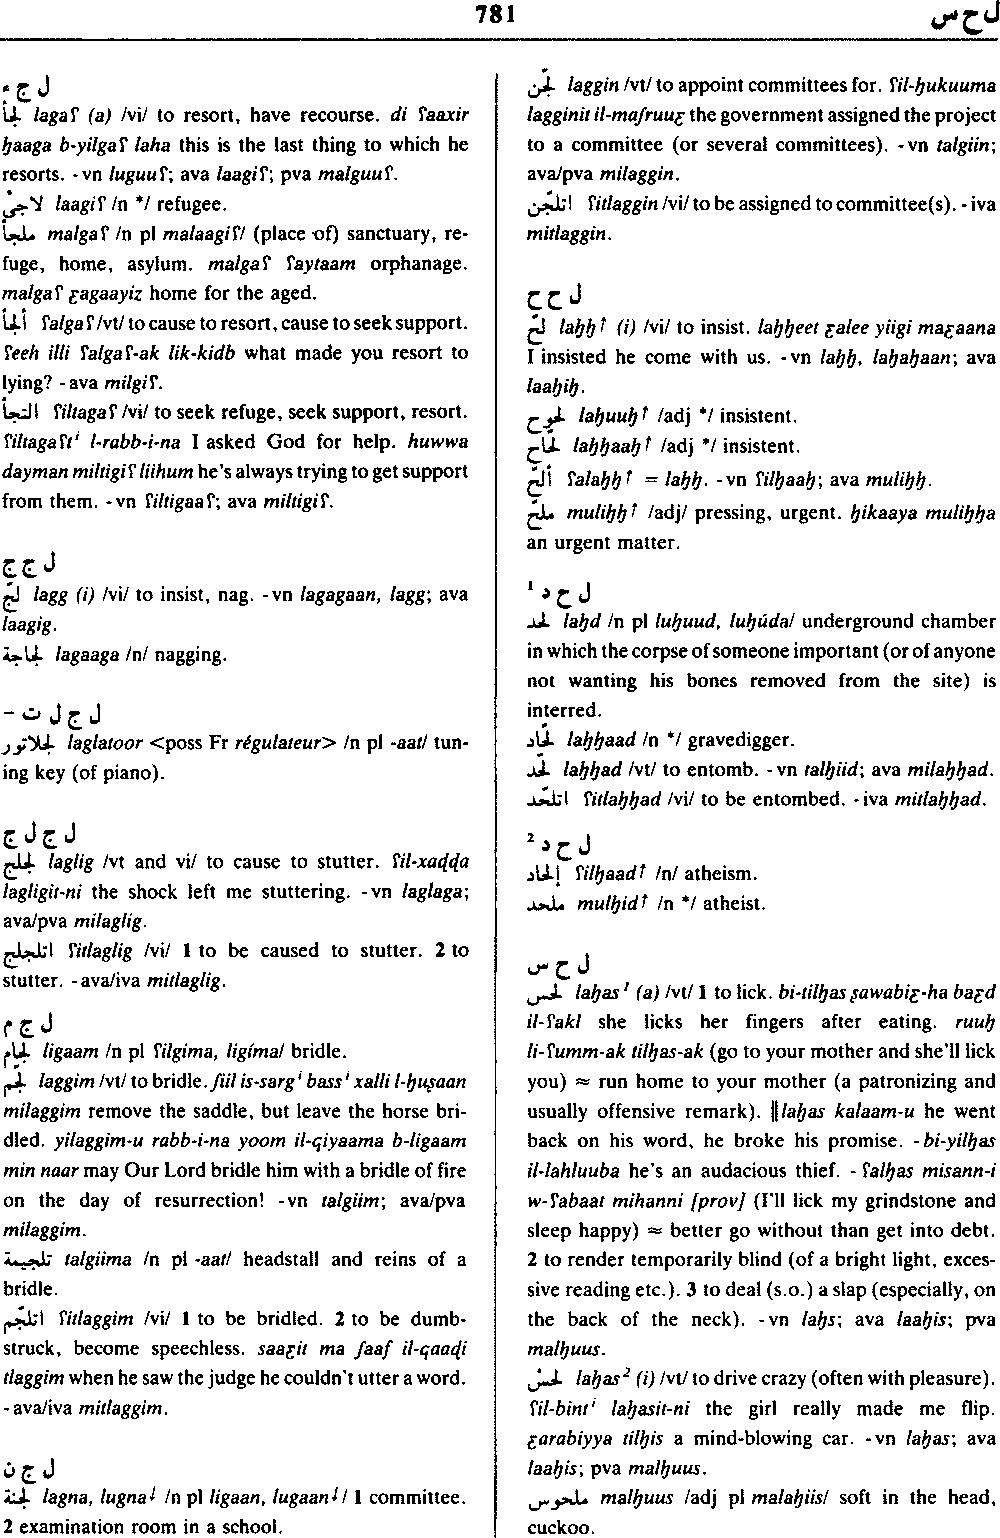 781
ل ح س
ل ج ء
لجأ lagaʕ (a) /vi/ to resort, have recourse. di ʕaaxir
ḥaaga b-yilgaʕ laha this is the last thing to which he
resorts. -vn luguuʕ; ava laagiʕ; pva malguuʕ.
لاجئ laagiʕ /n */ refugee.
ملجأ malgaʕ /n pl malaagiʕ/ (place of) sanctuary, re-
fuge, home, asylum. malgaʕ ʕaytaam orphanage.
malgaʕ ɛagaayiz home for the aged.
ألجأ ʕalgaʕ /vt/ to cause to resort, cause to seek support.
ʕeeh illi ʕalgaʕ-ak lik-kidb what made you resort to
lying? -ava milgiʕ.
التجأ ʕiltagaʕ /vi/ to seek refuge, seek support, resort.
ʕiltagaʕtⁱ l-rabb-i-na I asked God for help. huwwa
dayman miltigiʕ liihum he's always trying to get support
from them. -vn ʕiltigaaʕ; ava miltigiʕ.
ل ج ج
لجّ lagg (i) /vi/ to insist, nag. -vn lagagaan, lagg; ava
laagig.
لجاجة lagaaga /n/ nagging.
ل ج ل ت –
لجلاتور laglatoor <poss Fr régulateur> /n pl -aat/ tun-
ing key (of piano).
ل ج ل ج
لجلج laglig /vt and vi/ to cause to stutter. ʕil-xaḍḍa
lagligit-ni the shock left me stuttering. -vn laglaga;
ava/pva milaglig.
اتلجلج ʕitlaglig /vi/ 1 to be caused to stutter. 2 to
stutter. -ava/iva mitlaglig.
ل ج م
لجام ligaam /n pl ʕilgima, ligíma/ bridle.
لجّم laggim /vt/ to bridle. ʃiil is-sargⁱ bassⁱ xalli l-ḥuṣaan
milaggim remove the saddle, but leave the horse bri-
dled. yilaggim-u rabb-i-na yoom il-qiyaama b-ligaam
min naar may Our Lord bridle him with a bridle of fire
on the day of resurrection! -vn talgiim; ava/pva
milaggim.
تلجيمة talgiima /n pl -aat/ headstall and reins of a
bridle.
اتلجّم ʕitlaggim /vi/ 1 to be bridled. 2 to be dumb-
struck, become speechless. saaɛit ma ʃaaf il-qaaḍi
tlaggim when he saw the judge he couldn't utter a word.
-ava/iva mitlaggim.
ل ج ن
لجنة lagna, lugna↓ /n pl ligaan, lugaan↓/ 1 committee.
2 examination room in a school.
لجّن laggin /vt/ to appoint committees for. ʕil-ḥukuuma
lagginit il-maʃruuɛ the government assigned the project
to a committee (or several committees). -vn talgiin;
ava/pva milaggin.
اتلجّن ʕitlaggin /vi/ to be assigned to committee(s). -iva
mitlaggin.
ل ح ح
لحّ laḥḥ↑ (i) /vi/ to insist. laḥḥeet ɛalee yiigi maɛaana
I insisted he come with us. -vn laḥḥ, laḥaḥaan; ava
laaḥiḥ.
لحوح laḥuuḥ↑ /adj */ insistent.
لحّاح laḥḥaaḥ↑ /adj */ insistent.
ألحّ ʕalaḥḥ↑ = laḥḥ. -vn ʕilḥaaḥ; ava muliḥḥ.
ملحّ muliḥḥ↑ /adj/ pressing, urgent. ḥikaaya muliḥḥa
an urgent matter.
ل ح د ¹
لحد laḥd /n pl luḥuud, luḥúda/ underground chamber
in which the corpse of someone important (or of anyone
not wanting his bones removed from the site) is
interred.
لحّاد laḥḥaad /n */ gravedigger.
لحّد laḥḥad /vt/ to entomb. -vn talḥiid; ava milaḥḥad.
اتلحّد ʕitlaḥḥad /vi/ to be entombed. -iva mitlaḥḥad.
ل ح د ²
إلحاد ʕilḥaad↑ /n/ atheism.
ملحد mulḥid↑ /n */ atheist.
ل ح س
لحس laḥas¹ (a) /vt/ 1 to lick. bi-tilḥas ṣawabiɛ-ha baɛd
il-ʕakl she licks her fingers after eating. ruuḥ
li-ʕumm-ak tilḥas-ak (go to your mother and she'll lick
you) ≈ run home to your mother (a patronizing and
usually offensive remark). ‖laḥas kalaam-u he went
back on his word, he broke his promise. -bi-yilḥas
il-lahluuba he's an audacious thief. -ʕalḥas misann-i
w-ʕabaat mihanni [prov] (I'll lick my grindstone and
sleep happy) ≈ better go without than get into debt.
2 to render temporarily blind (of a bright light, exces-
sive reading etc.). 3 to deal (s.o.) a slap (especially, on
the back of the neck). -vn laḥs; ava laaḥis; pva
malḥuus.
لحس laḥas² (i) /vt/ to drive crazy (often with pleasure).
ʕil-bintⁱ laḥasit-ni the girl really made me flip.
ɛarabiyya tilḥis a mind-blowing car. -vn laḥas; ava
laaḥis; pva malḥuus.
ملحوس malḥuus /adj pl malaḥiis/ soft in the head,
cuckoo.